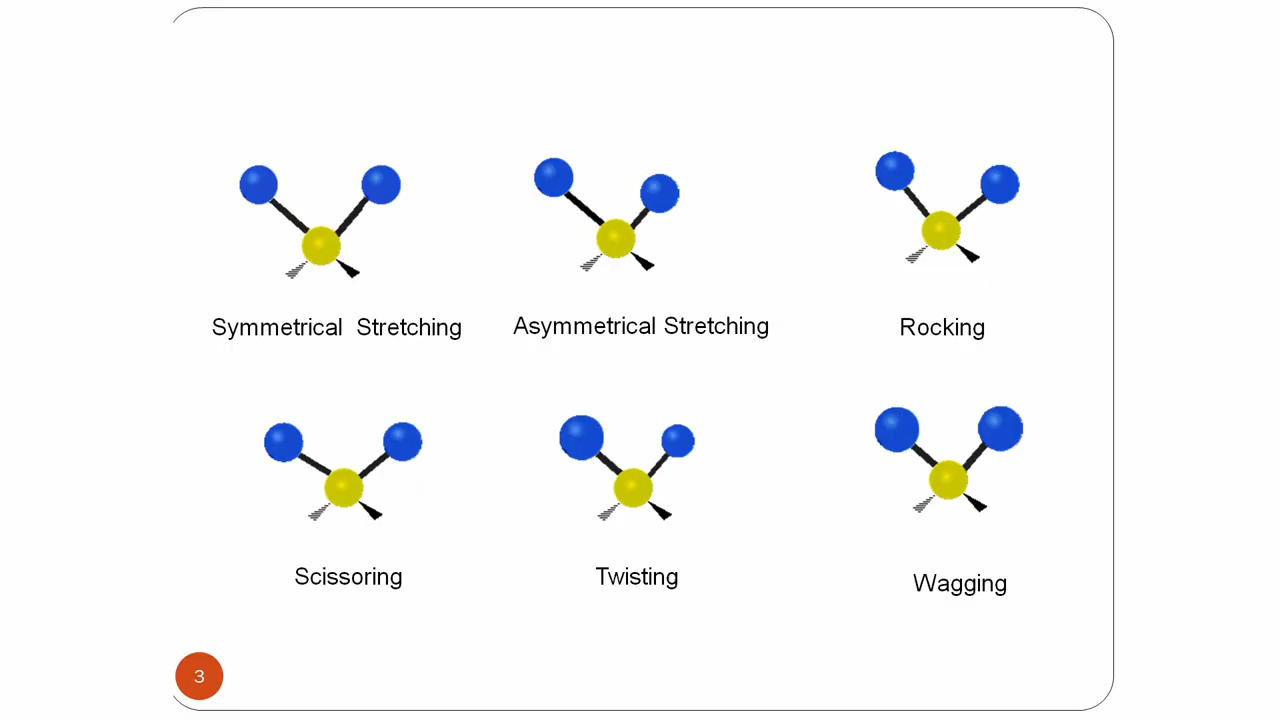 Symmetrical Stretching
Asymmetrical Stretching
Rocking
Scissoring
Twisting
Wagging
3